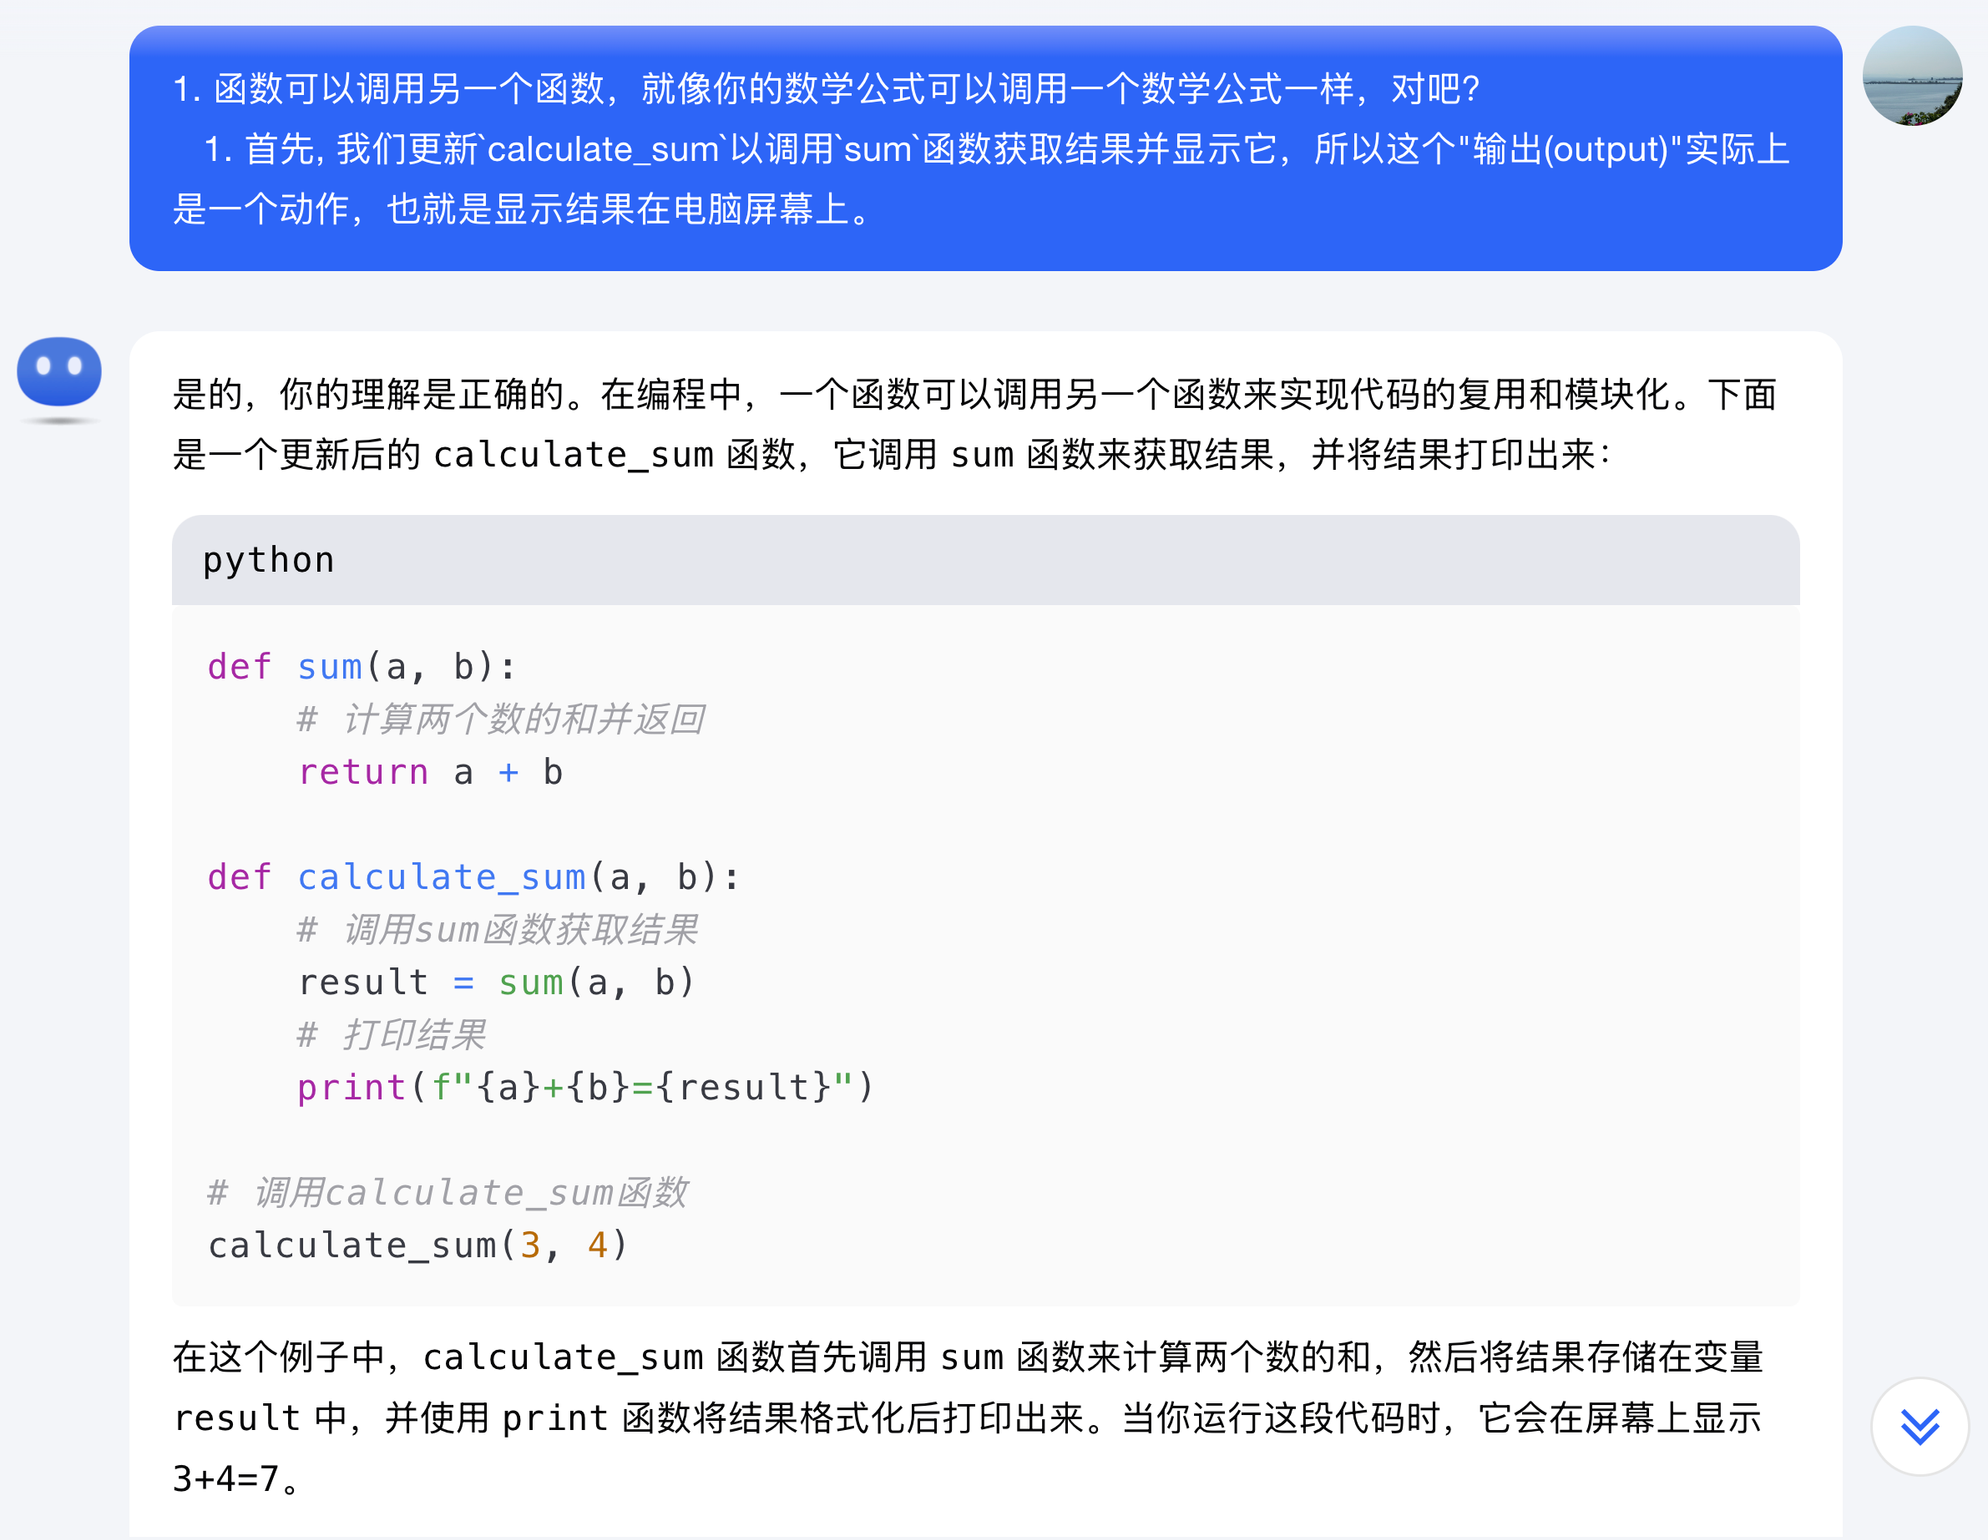 1. 函数可以调用另一个函数，就像你的数学公式可以调用一个数学公式一样，对吧？
1. 首先, 我们更新`calculate_sum`以调用`sum`函数获取结果并显示它，所以这个"输出(output)"实际上
是一个动作，也就是显示结果在电脑屏幕上。
是的，你的理解是正确的。在编程中，一个函数可以调用另一个函数来实现代码的复用和模块化。下面
是一个更新后的 calculate_sum 函数，它调用 sum 函数来获取结果，并将结果打印出来：
python
def sum(a, b):
    # 计算两个数的和并返回
    return a + b
def calculate_sum(a, b):
    # 调用sum函数获取结果
    result = sum(a, b)
    # 打印结果
    print(f"{a}+{b}={result}")
# 调用calculate_sum函数
calculate_sum(3, 4)
在这个例子中，calculate_sum 函数首先调用 sum 函数来计算两个数的和，然后将结果存储在变量
result 中，并使用 print 函数将结果格式化后打印出来。当你运行这段代码时，它会在屏幕上显示
3+4=7。